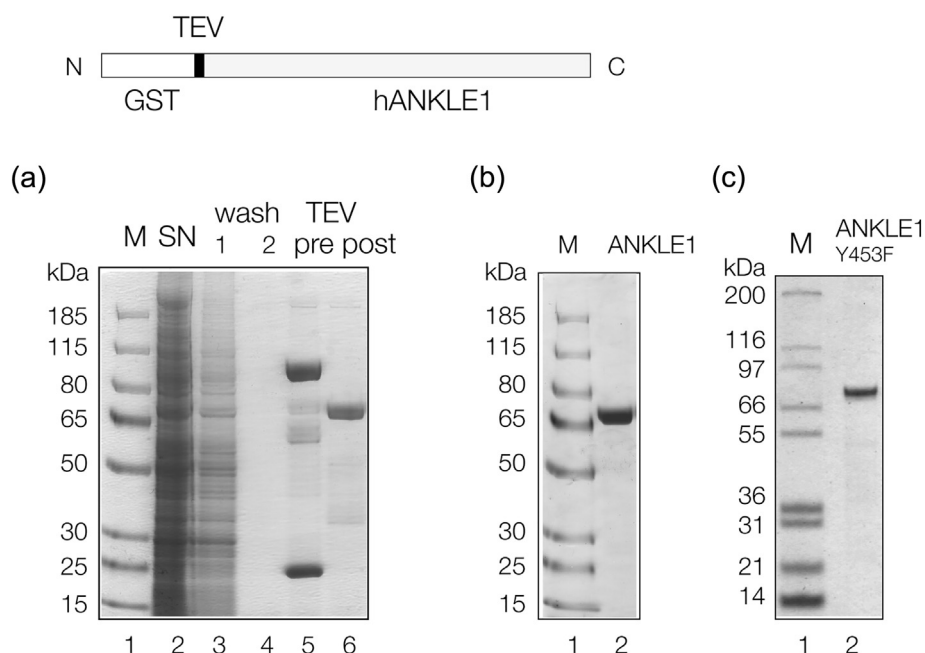 TEV
N C
GST hANKLE1
(a)
wash TEV
M SN 1 2 pre post
kDa
185
115
80
65
50
30
25
15
1 2 3 4 5 6
(b)
M ANKLE1
kDa
185
115
80
65
50
30
25
15
1 2
(c)
M ANKLE1
Y453F
kDa
200
116
97
66
55
36
31
21
14
1 2